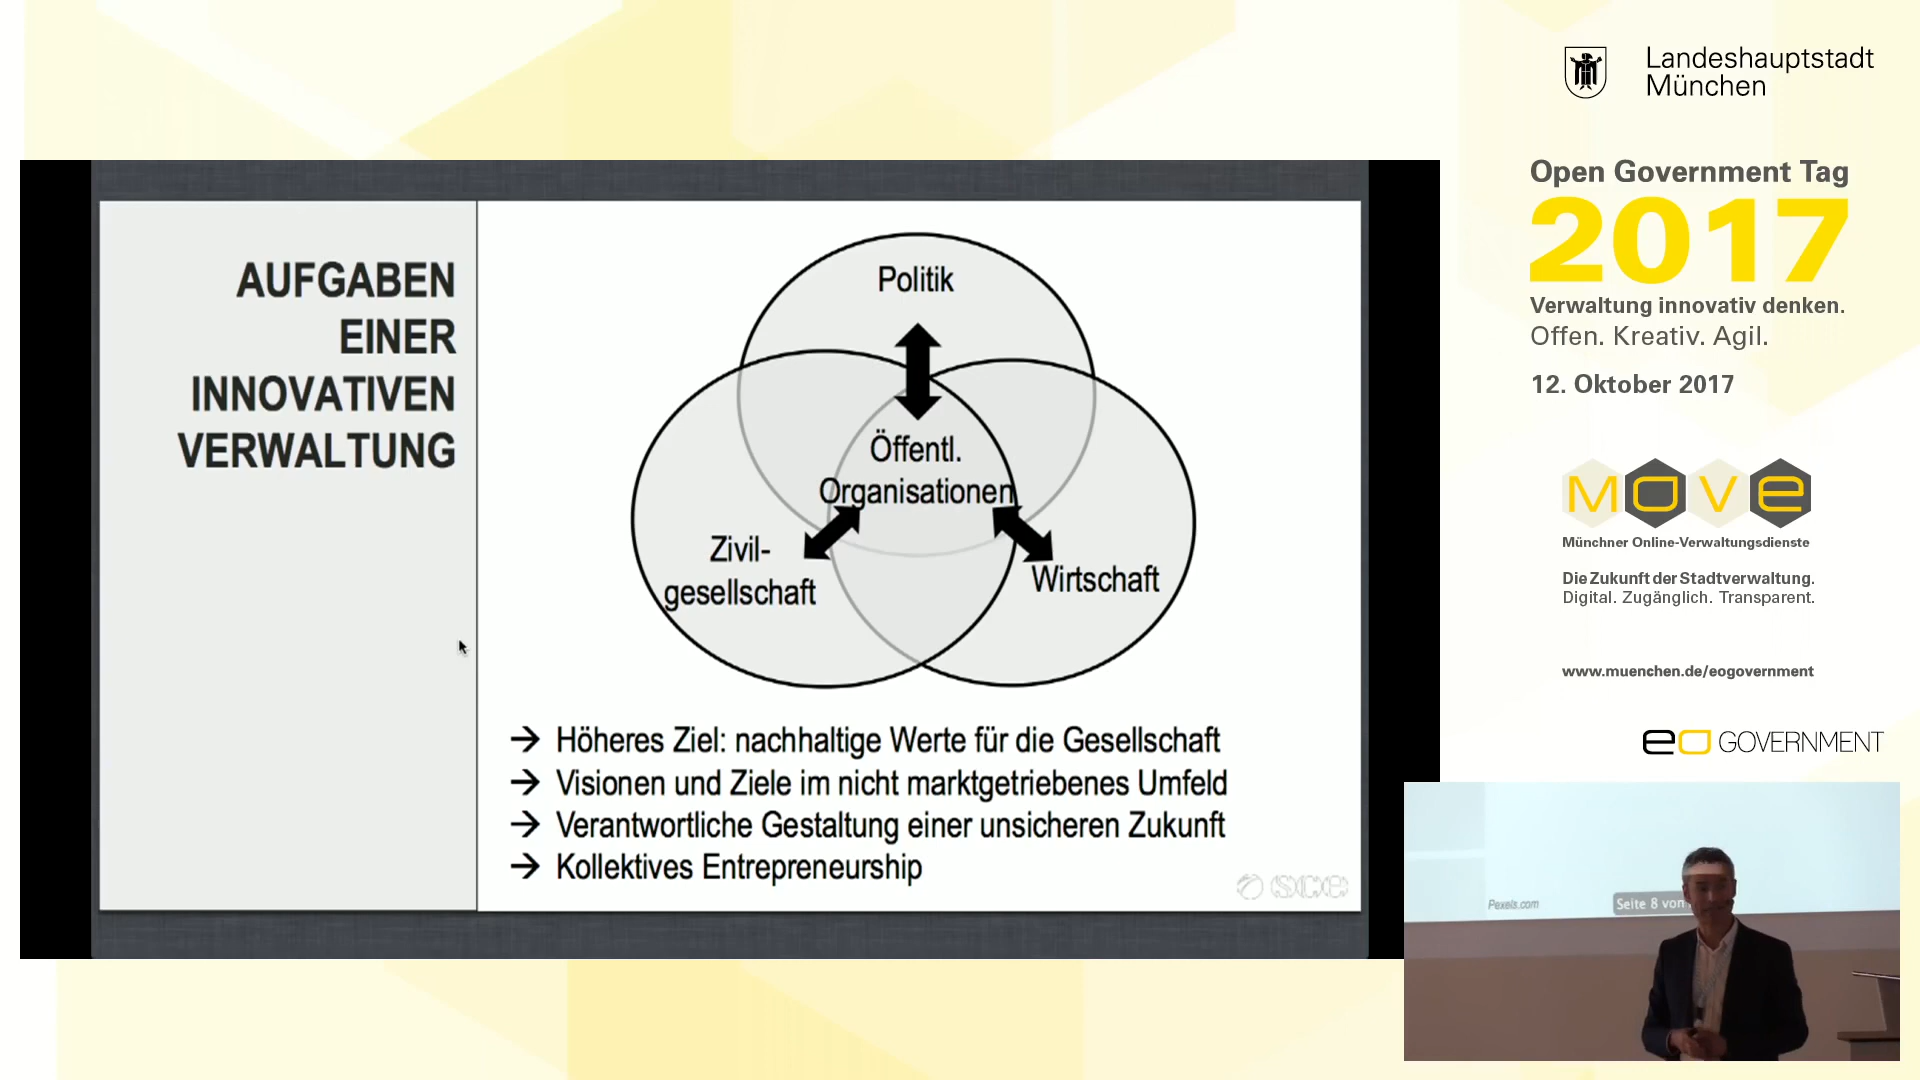 AUFGABEN
EINER
INNOVATIVEN
VERWALTUNG
Politik
Öffentl.
Organisationen
Zivil-
gesellschaft
Wirtschaft
→ Höheres Ziel: nachhaltige Werte für die Gesellschaft
→ Visionen und Ziele im nicht marktgetriebenes Umfeld
→ Verantwortliche Gestaltung einer unsicheren Zukunft
→ Kollektives Entrepreneurship
sce
Landeshauptstadt
München
Open Government Tag
2017
Verwaltung innovativ denken.
Offen. Kreativ. Agil.
12. Oktober 2017
Move
Münchner Online-Verwaltungsdienste
Die Zukunft der Stadtverwaltung.
Digital. Zugänglich. Transparent.
www.muenchen.de/eogovernment
eo GOVERNMENT
Pexels.com
Seite 8 von